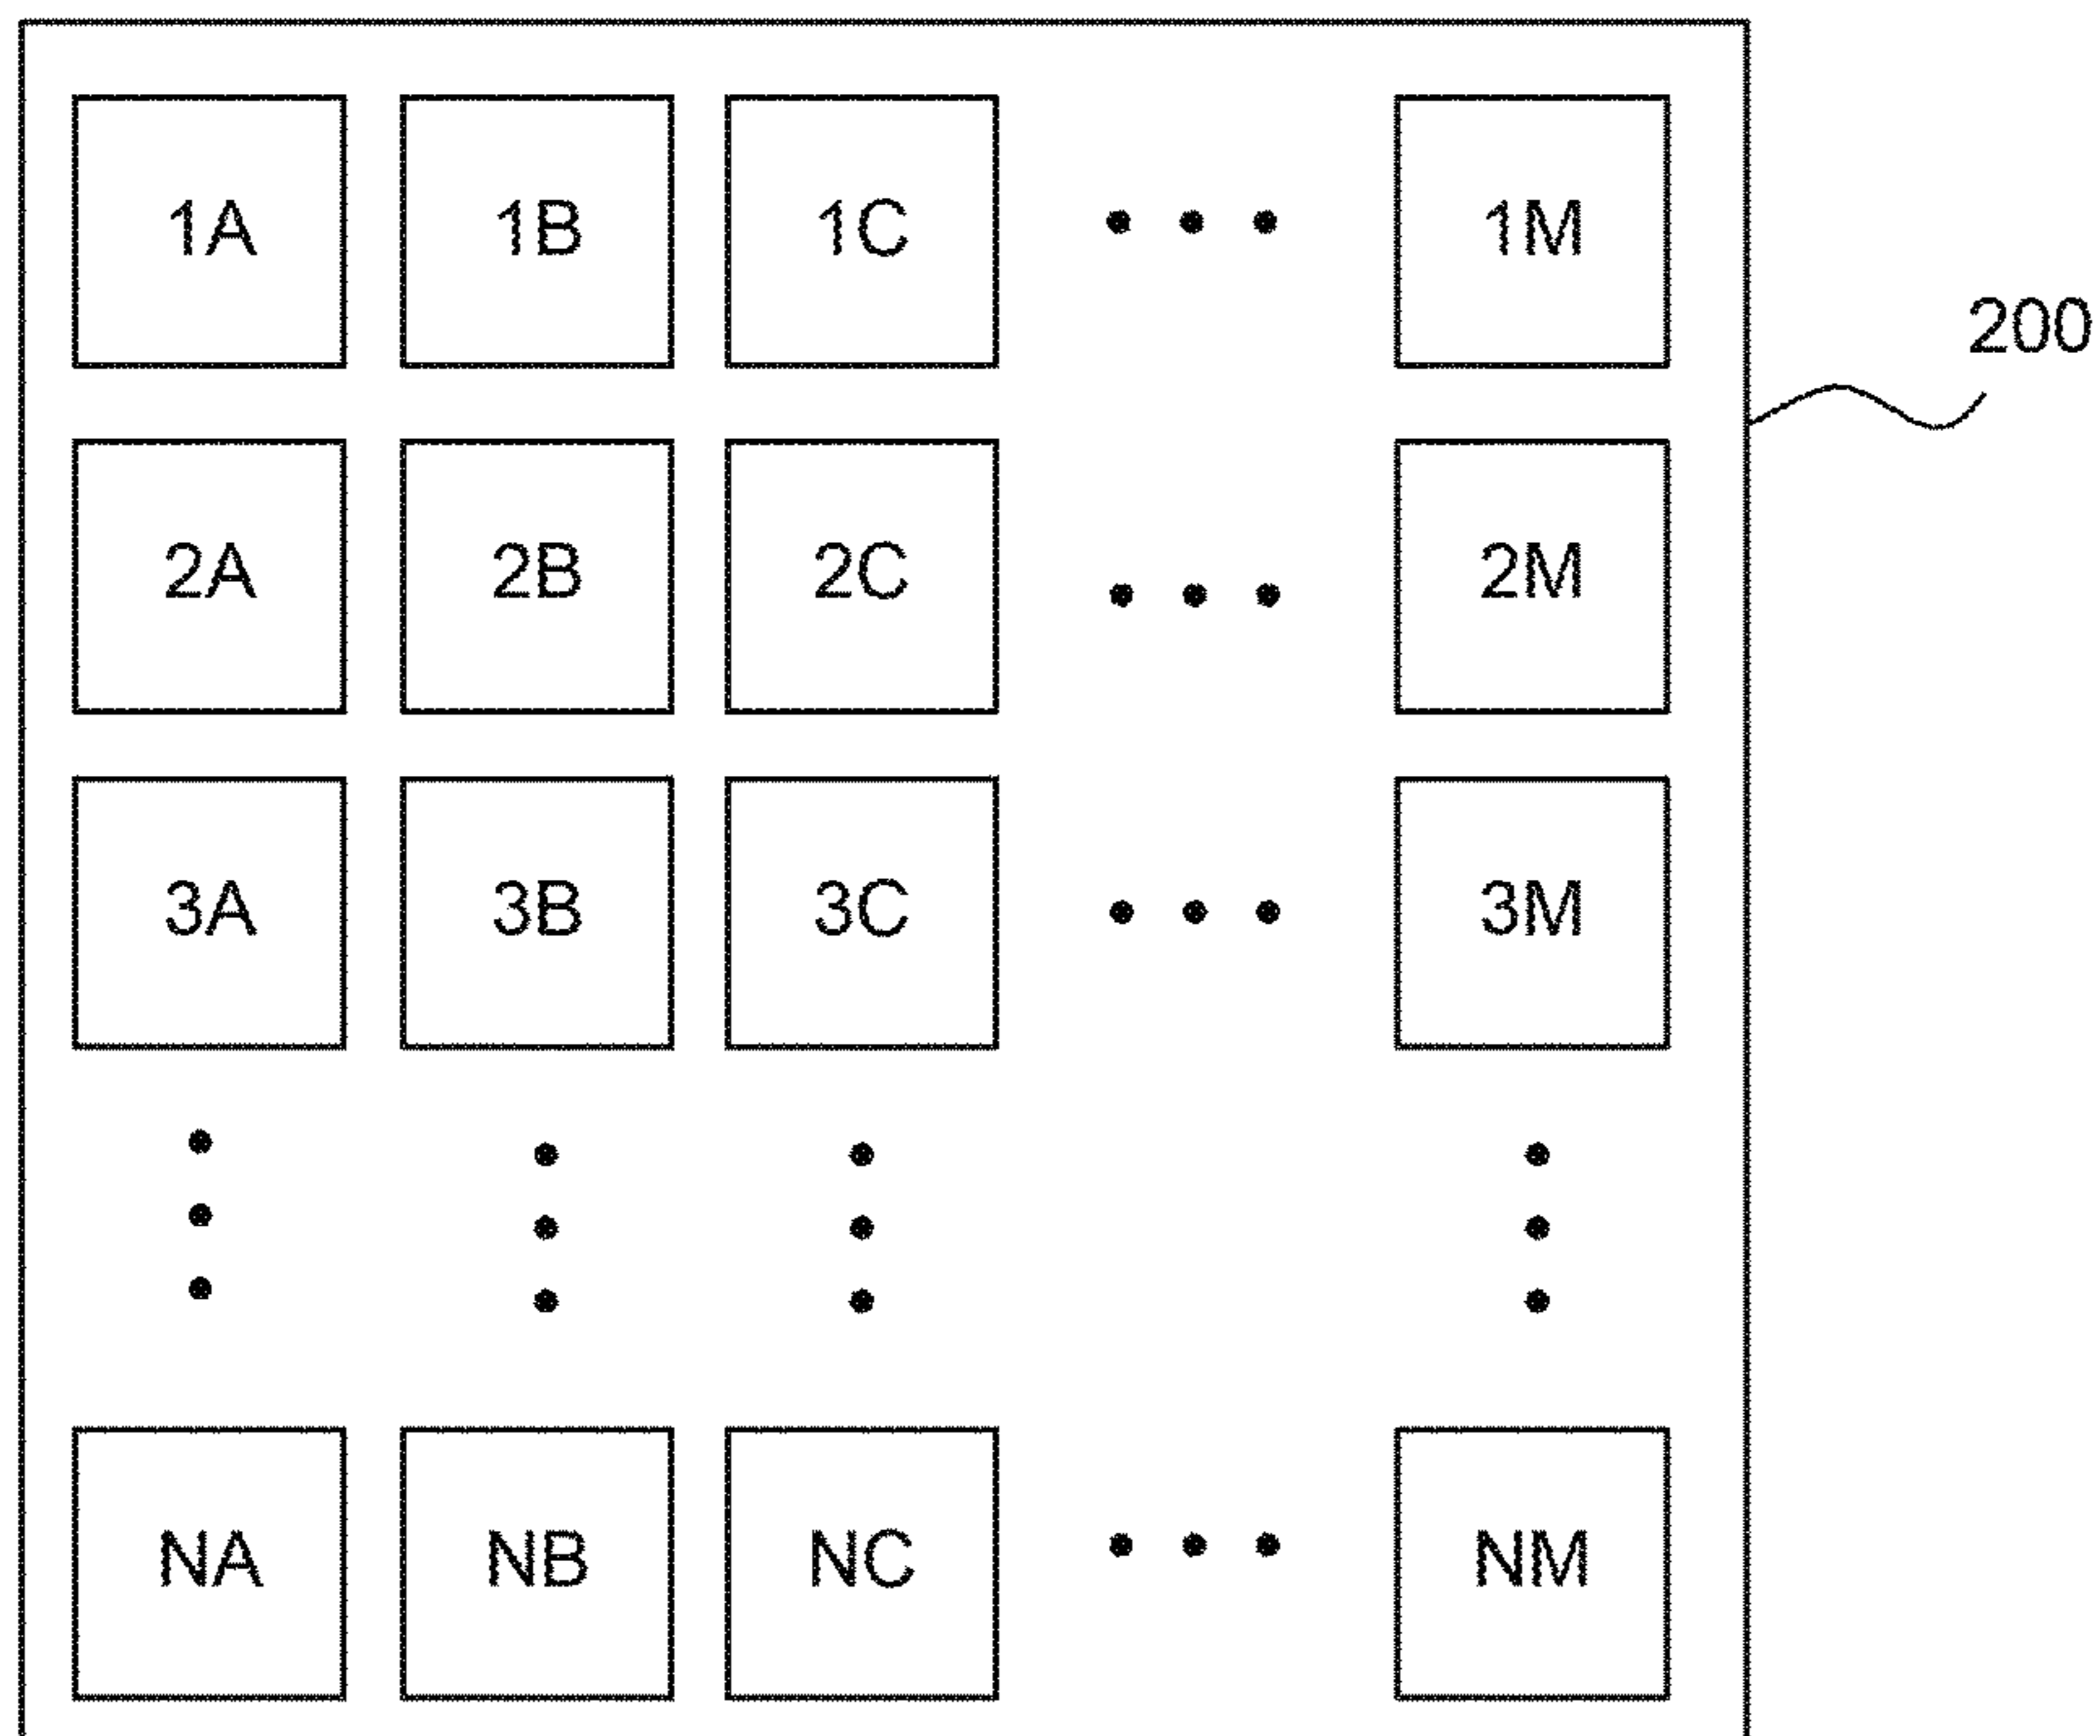 1A 1B 1C • • • 1M
200
2A 2B 2C • • • 2M
3A 3B 3C • • • 3M
NA NB NC • • • NM